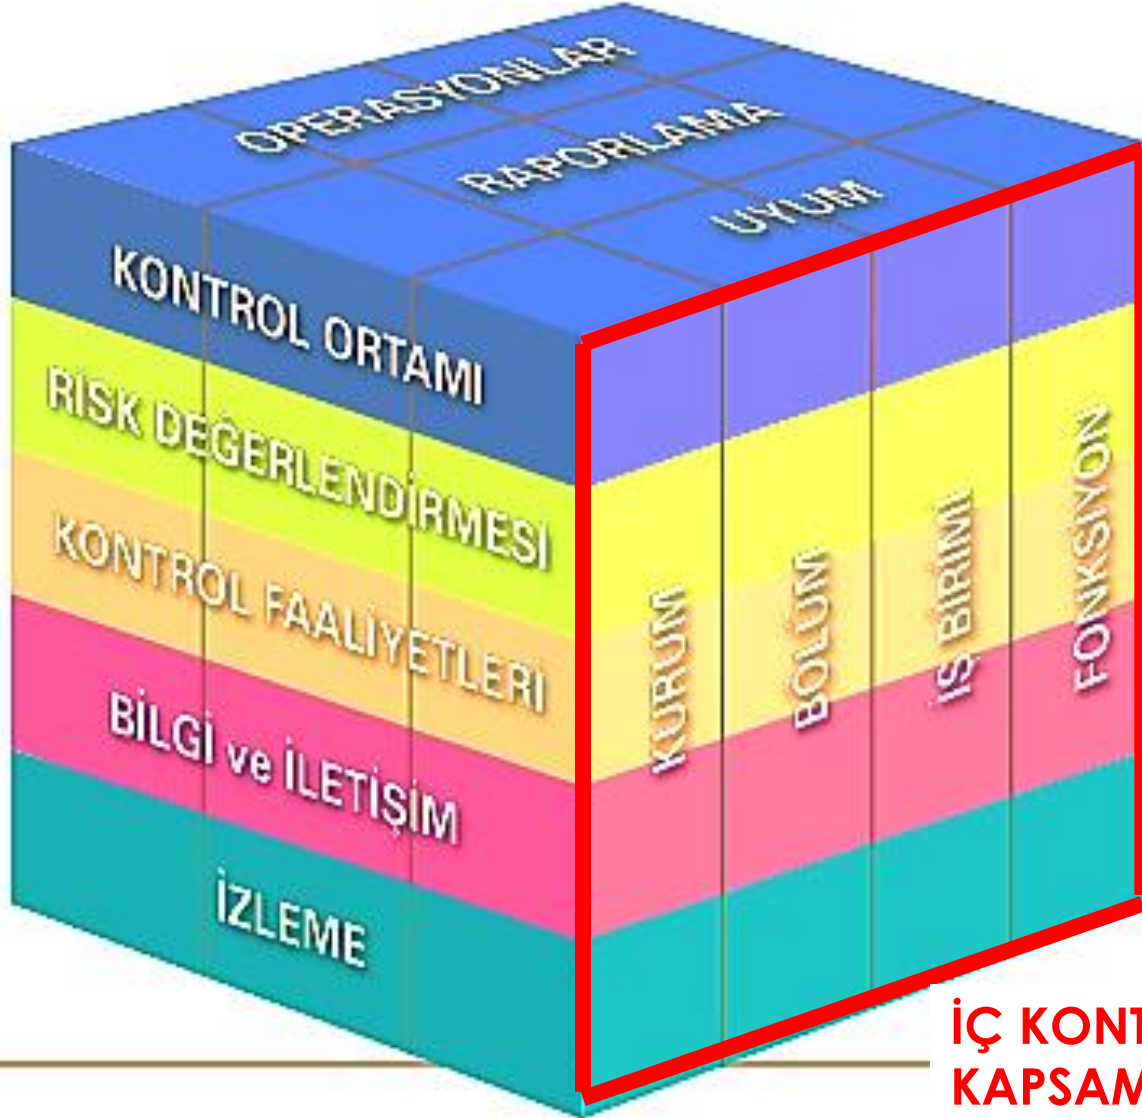 OPERASYONLAR
RAPORLAMA
UYUM
KONTROL ORTAMI
RİSK DEĞERLENDİRMESİ
KONTROL FAALİYETLERİ
BİLGİ ve İLETİŞİM
İZLEME
KURUM
BÖLÜM
İŞ BİRİMİ
FONKSİYON
İÇ KONT
KAPSAM